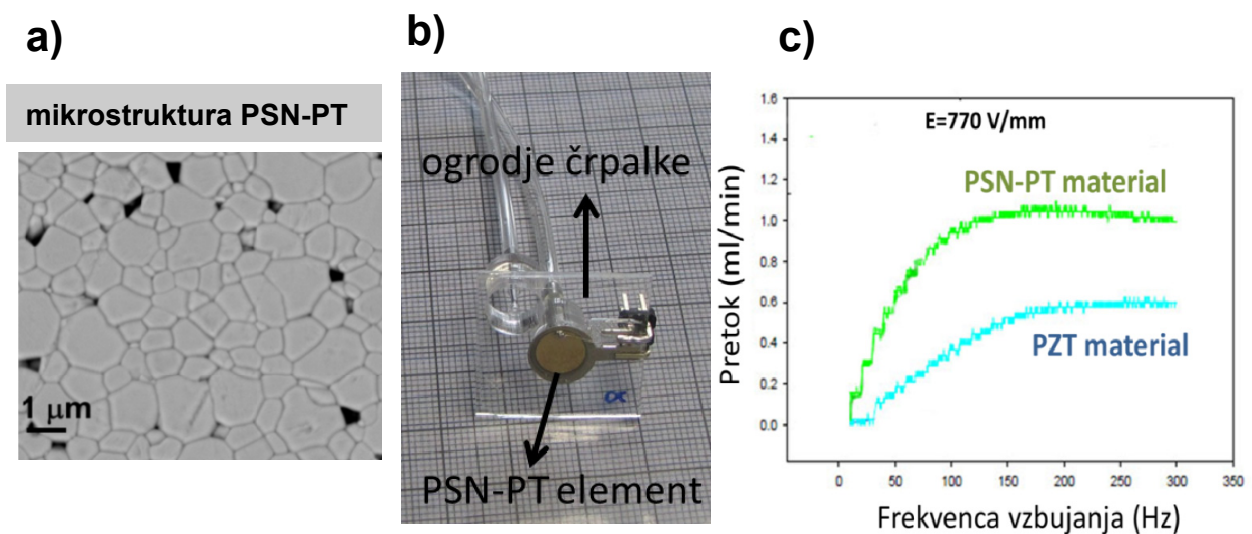 a)
mikrostruktura PSN-PT
1 μm
b)
ogrodje črpalke
PSN-PT element
c)
E=770 V/mm
PSN-PT material
PZT material
Pretok (ml/min)
1.6
1.4
1.2
1.0
0.8
0.6
0.4
0.2
0.0
0 50 100 150 200 250 300 350
Frekvenca vzbujanja (Hz)